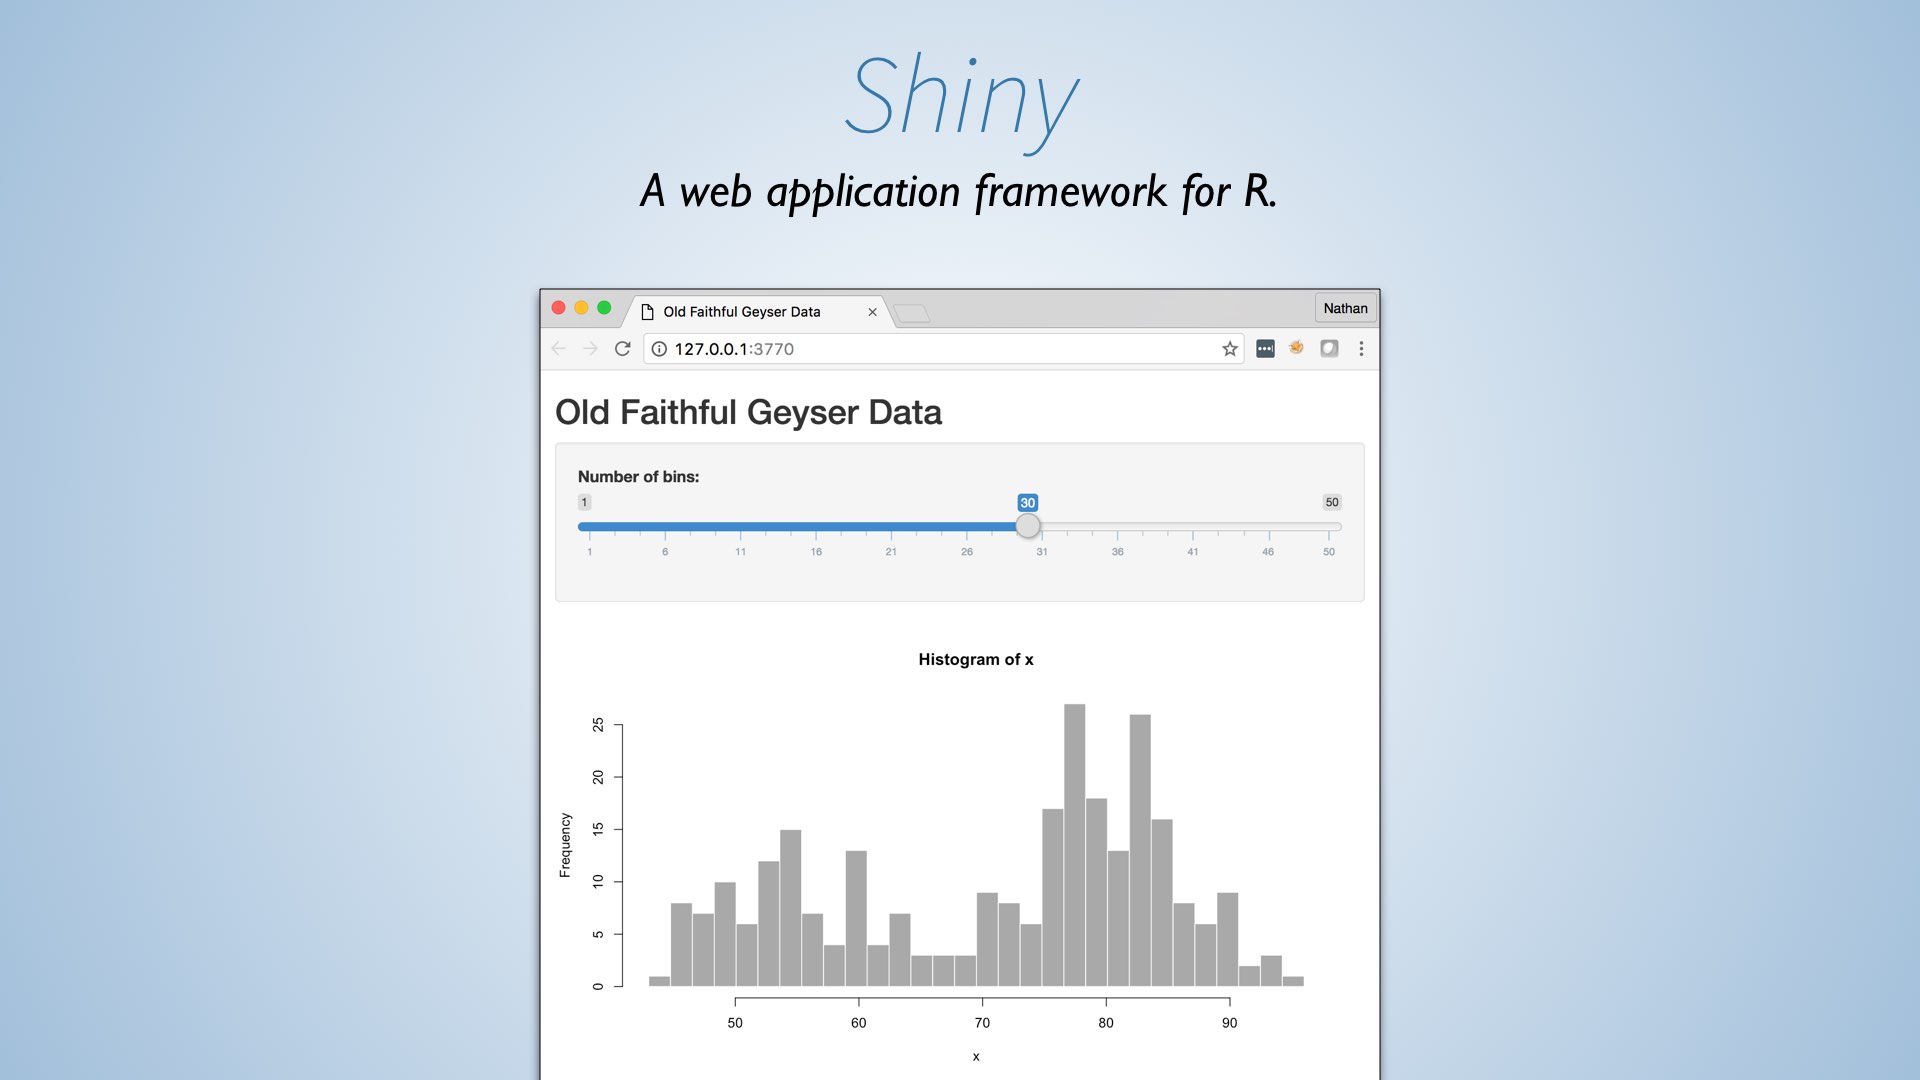 Shiny
A web application framework for R.
Old Faithful Geyser Data
Nathan
127.0.0.1:3770
Old Faithful Geyser Data
Number of bins:
1 30 50
1 6 11 16 21 26 31 36 41 46 50
Histogram of x
Frequency
25
20
15
10
5
0
50 60 70 80 90
x